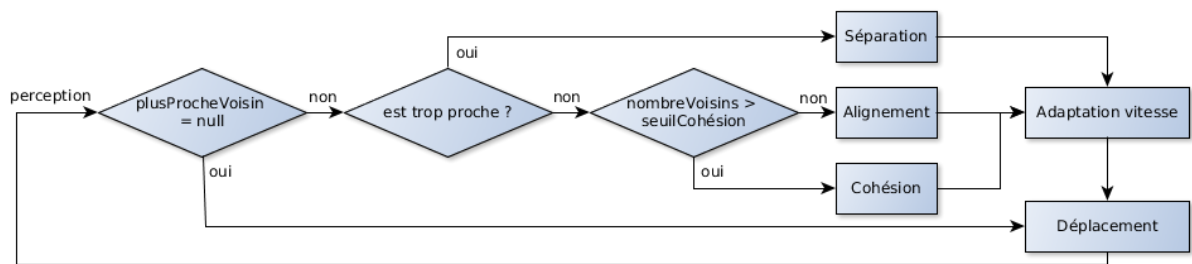 perception
plusProcheVoisin
= null
non
oui
est trop proche ?
oui
non
nombreVoisins >
seuilCohésion
non
oui
Séparation
Alignement
Cohésion
Adaptation vitesse
Déplacement